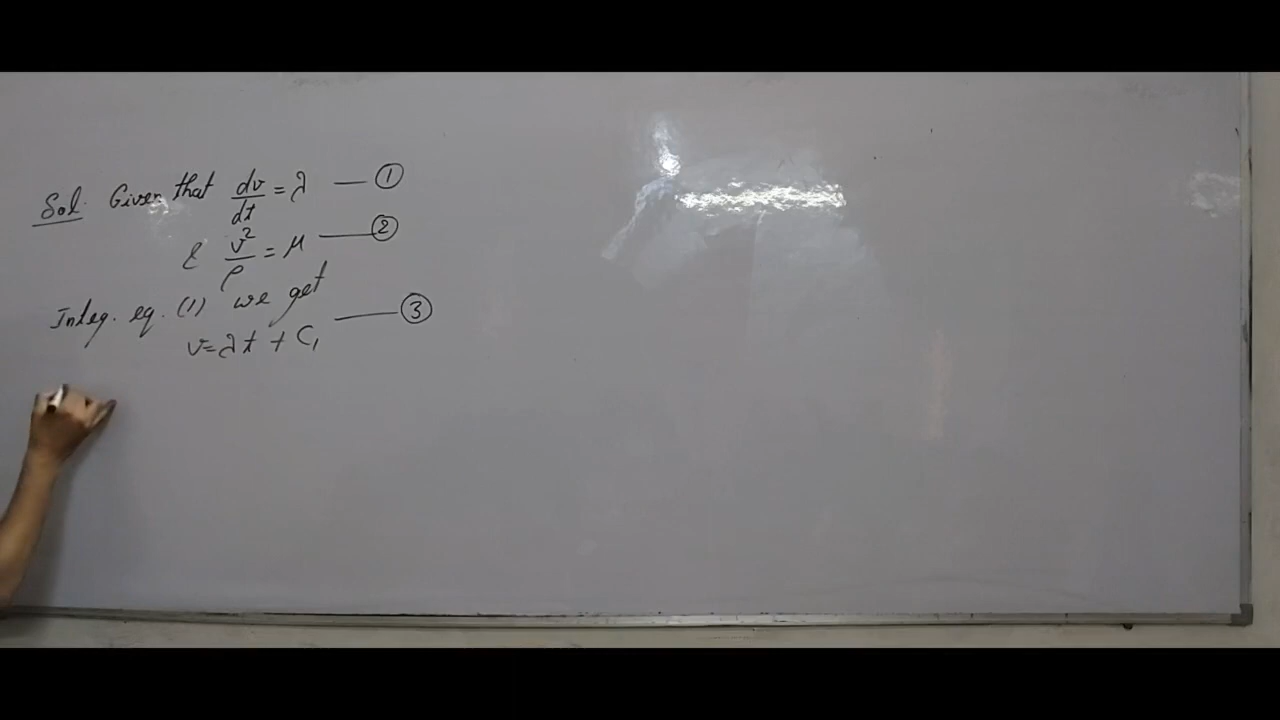 Sol. Given that dv/dt = λ — ①
& v²/ρ = μ — ②
Integ. eq. (1) we get
v = λt + C₁ — ③